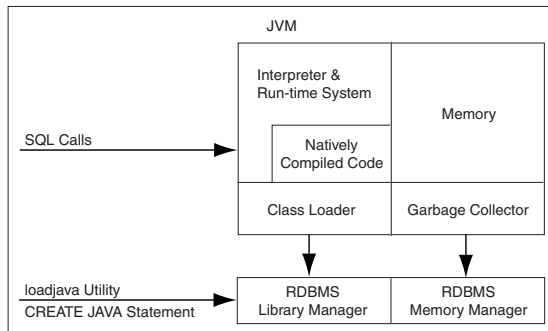 JVM
Interpreter &
Run-time System
Memory
SQL Calls
Natively
Compiled Code
Class Loader
Garbage Collector
loadjava Utility
CREATE JAVA Statement
RDBMS
Library Manager
RDBMS
Memory Manager